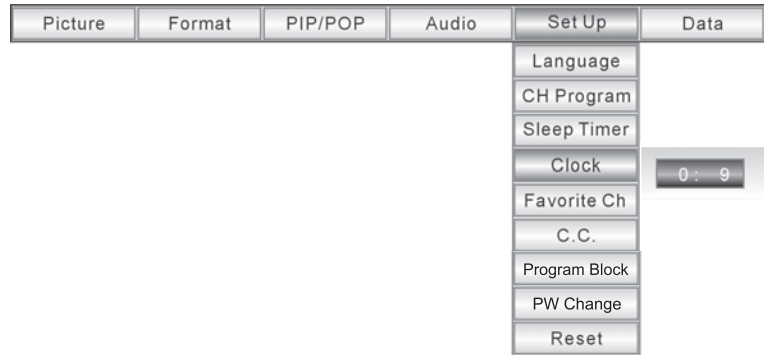 Picture Format PIP/POP Audio Set Up Data
Language
CH Program
Sleep Timer
Clock
0: 9
Favorite Ch
C.C.
Program Block
PW Change
Reset